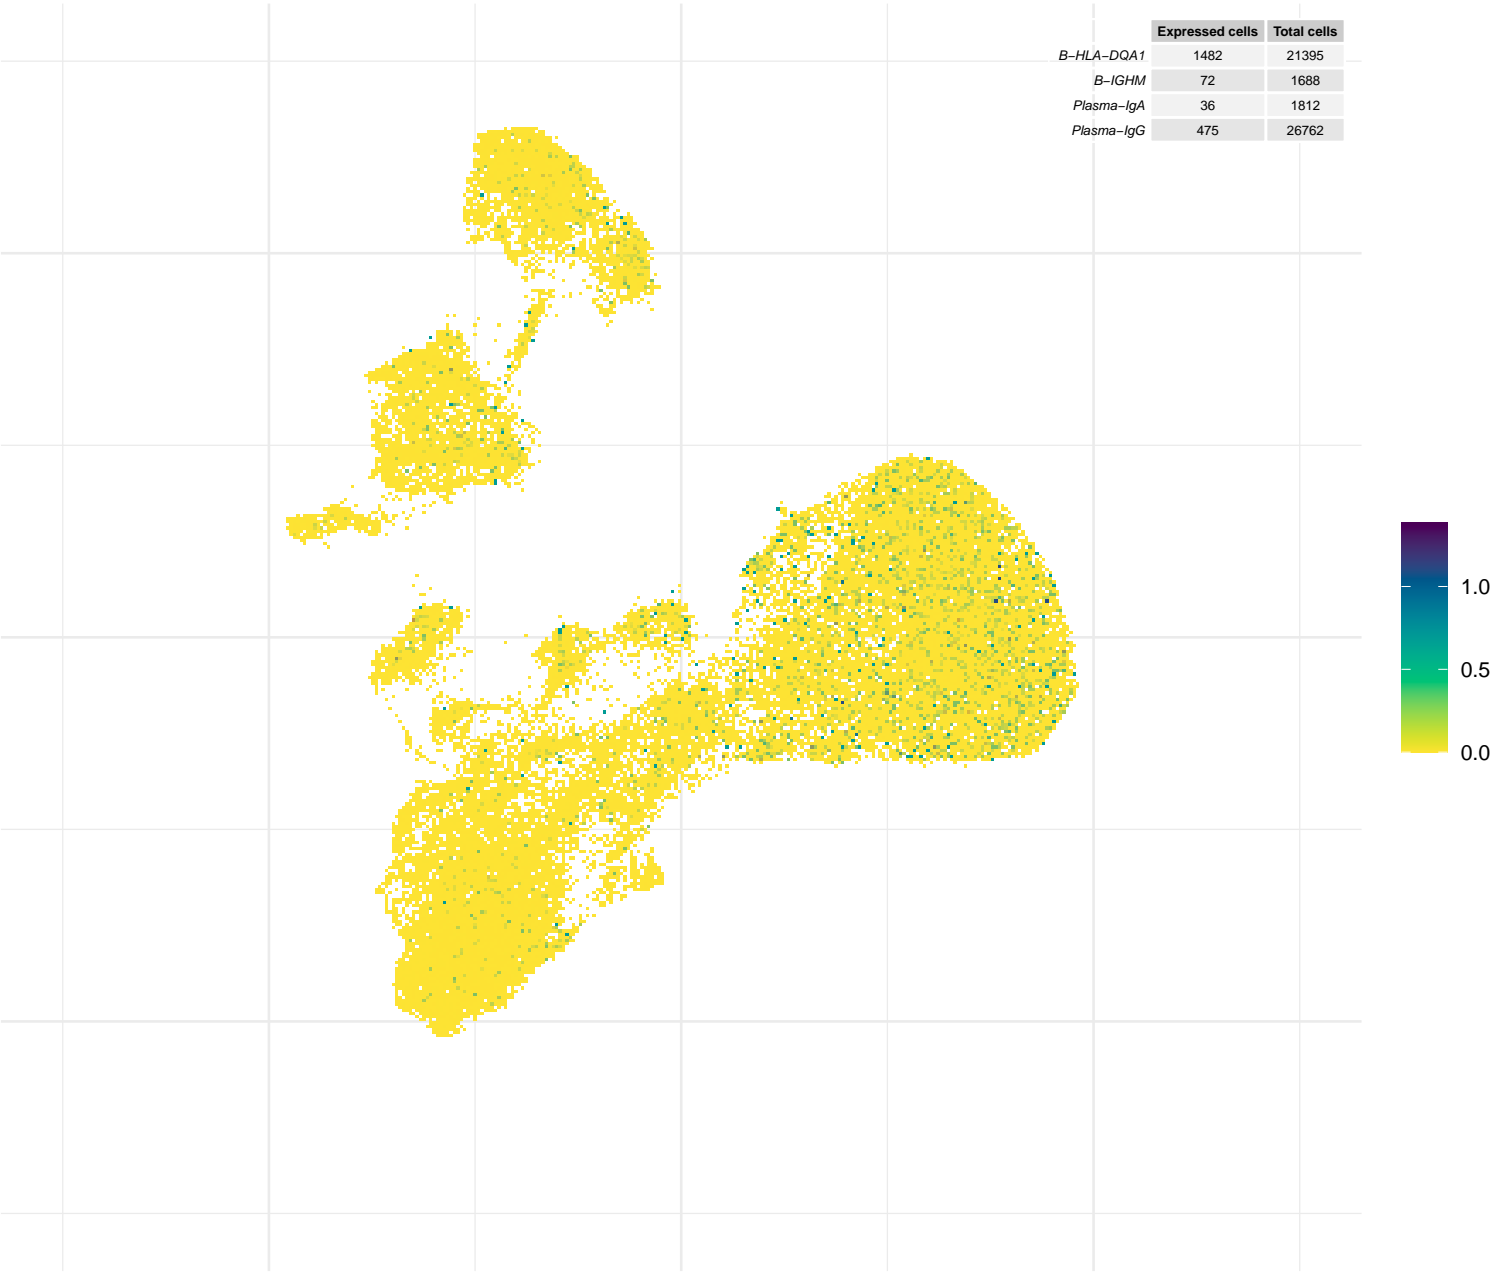 Expressed cells Total cells
B−HLA−DQA1 1482 21395
B−IGHM 72 1688
Plasma−IgA 36 1812
Plasma−IgG 475 26762
1.0
0.5
0.0